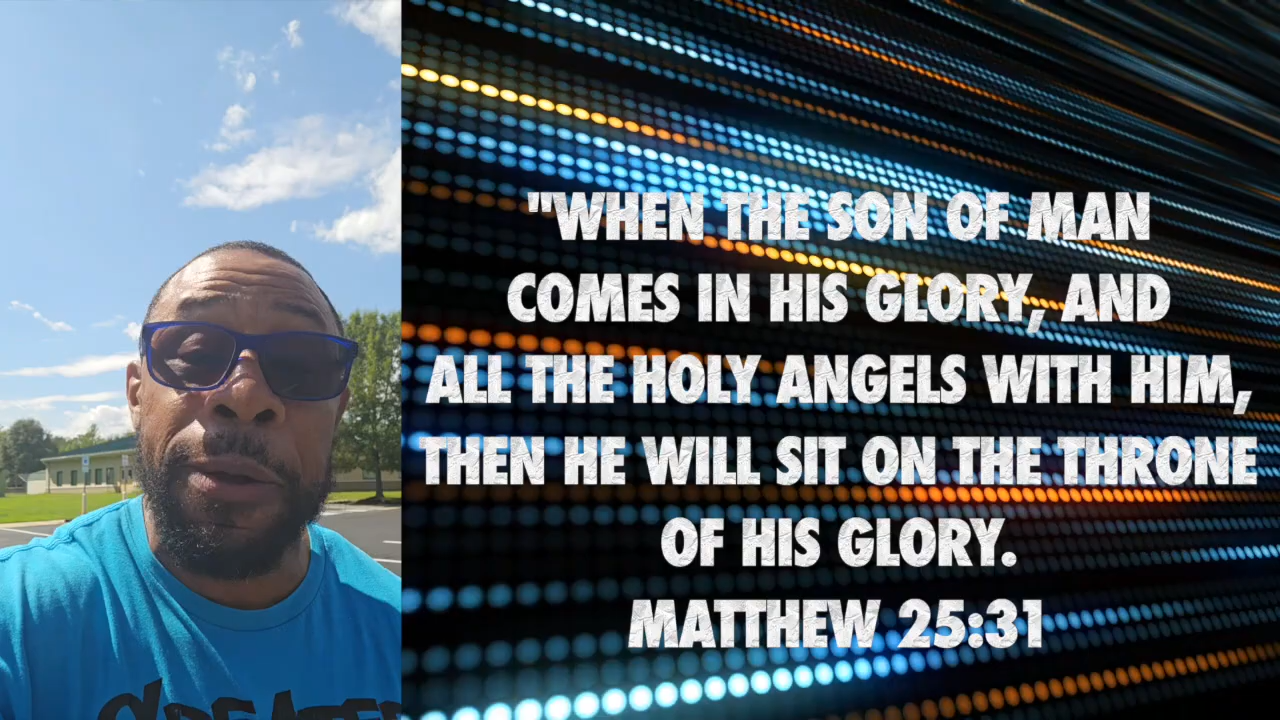 "WHEN THE SON OF MAN
COMES IN HIS GLORY, AND
ALL THE HOLY ANGELS WITH HIM,
THEN HE WILL SIT ON THE THRONE
OF HIS GLORY.
MATTHEW 25:31